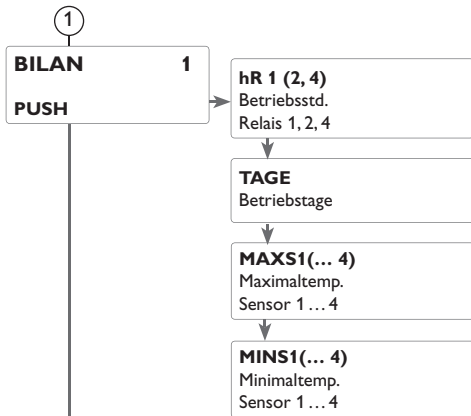 1
BILAN 1
PUSH
hR 1 (2, 4)
Betriebsstd.
Relais 1, 2, 4
TAGE
Betriebstage
MAXS1(… 4)
Maximaltemp.
Sensor 1 … 4
MINS1(… 4)
Minimaltemp.
Sensor 1 … 4